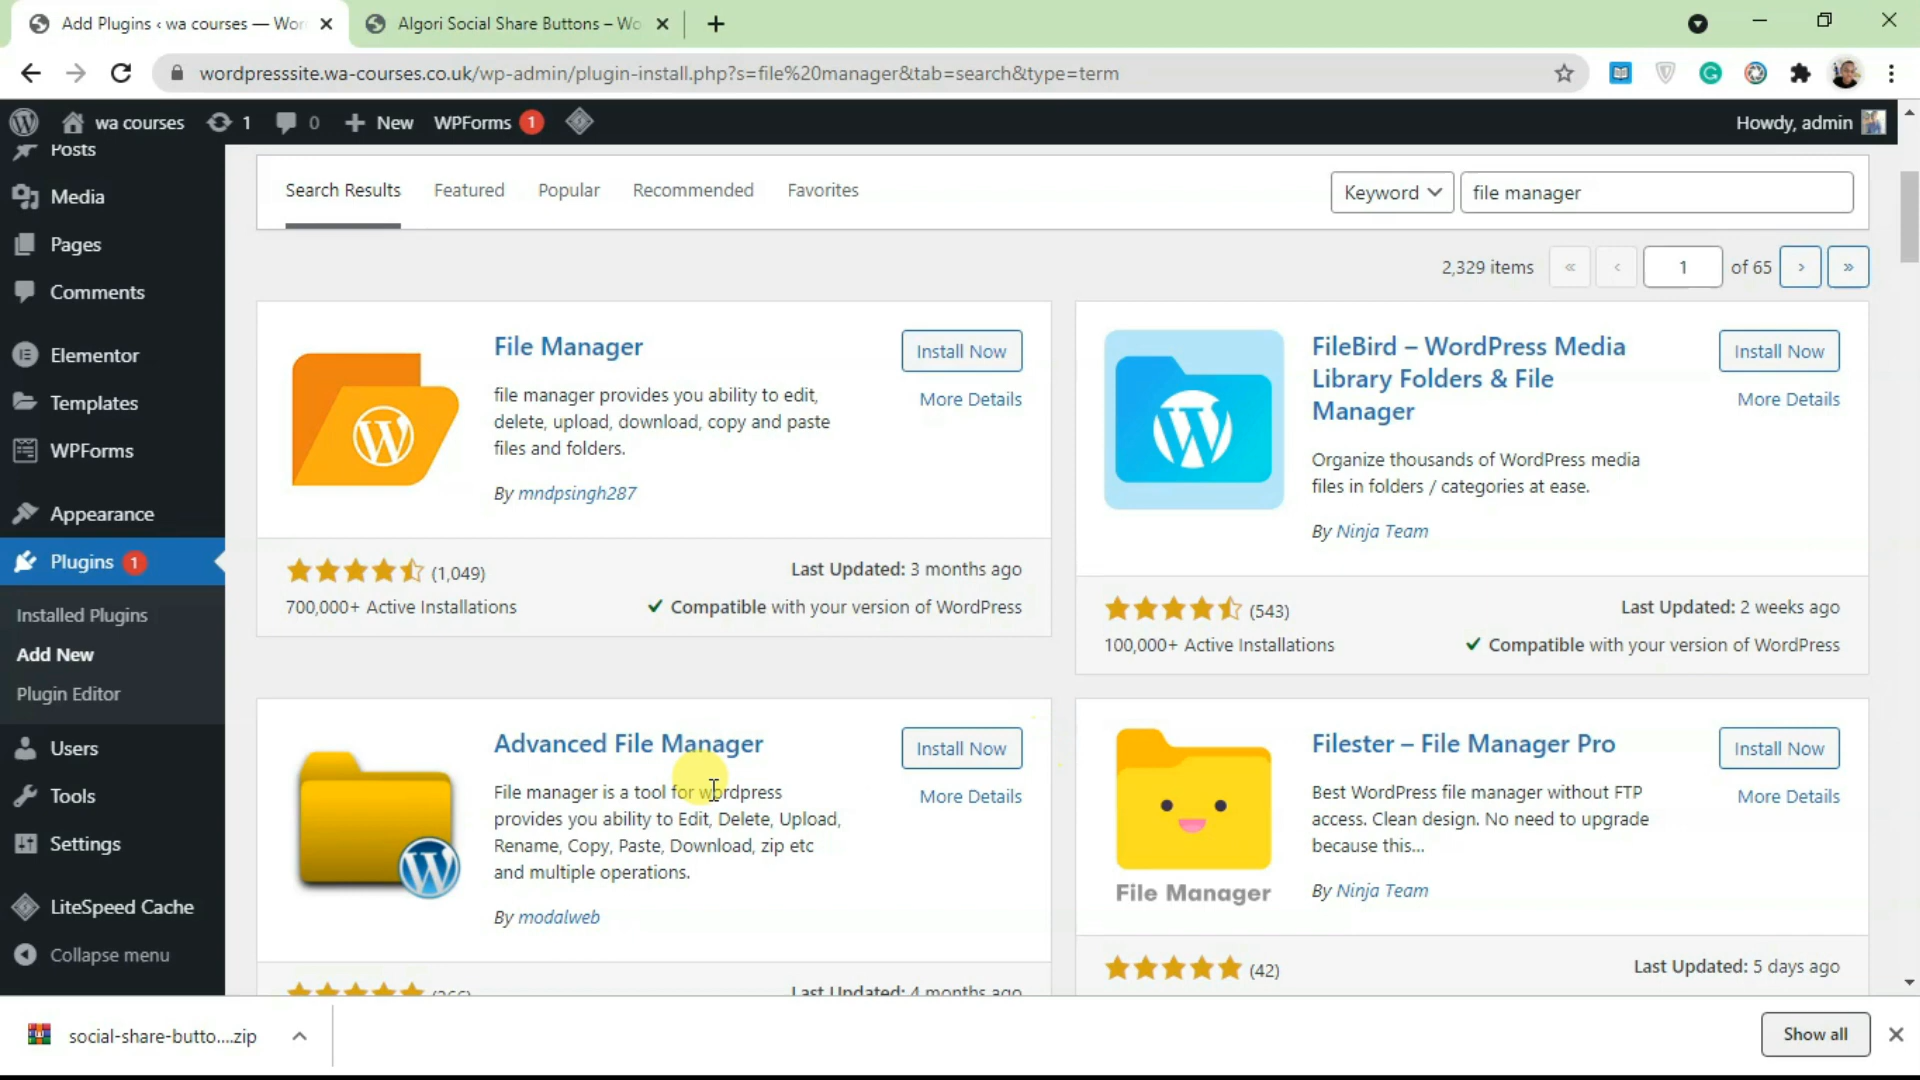 Add Plugins ‹ wa courses — Wor
Algori Social Share Buttons – Wo
wordpresssite.wa-courses.co.uk/wp-admin/plugin-install.php?s=file%20manager&tab=search&type=term
wa courses
1
0
New
WPForms 1
Howdy, admin
Posts
Media
Pages
Comments
Elementor
Templates
WPForms
Appearance
Plugins 1
Installed Plugins
Add New
Plugin Editor
Users
Tools
Settings
LiteSpeed Cache
Collapse menu
Search Results
Featured
Popular
Recommended
Favorites
Keyword
file manager
2,329 items
«
‹
1
of 65
›
»
File Manager
Install Now
More Details
file manager provides you ability to edit,
delete, upload, download, copy and paste
files and folders.
By mndpsingh287
(1,049)
700,000+ Active Installations
Last Updated: 3 months ago
Compatible with your version of WordPress
FileBird – WordPress Media
Library Folders & File
Manager
Install Now
More Details
Organize thousands of WordPress media
files in folders / categories at ease.
By Ninja Team
(543)
100,000+ Active Installations
Last Updated: 2 weeks ago
Compatible with your version of WordPress
Advanced File Manager
Install Now
More Details
File manager is a tool for wordpress
provides you ability to Edit, Delete, Upload,
Rename, Copy, Paste, Download, zip etc
and multiple operations.
By modalweb
Last Updated: 4 months ago
File Manager
Filester – File Manager Pro
Install Now
More Details
Best WordPress file manager without FTP
access. Clean design. No need to upgrade
because this...
By Ninja Team
(42)
Last Updated: 5 days ago
social-share-butto....zip
Show all